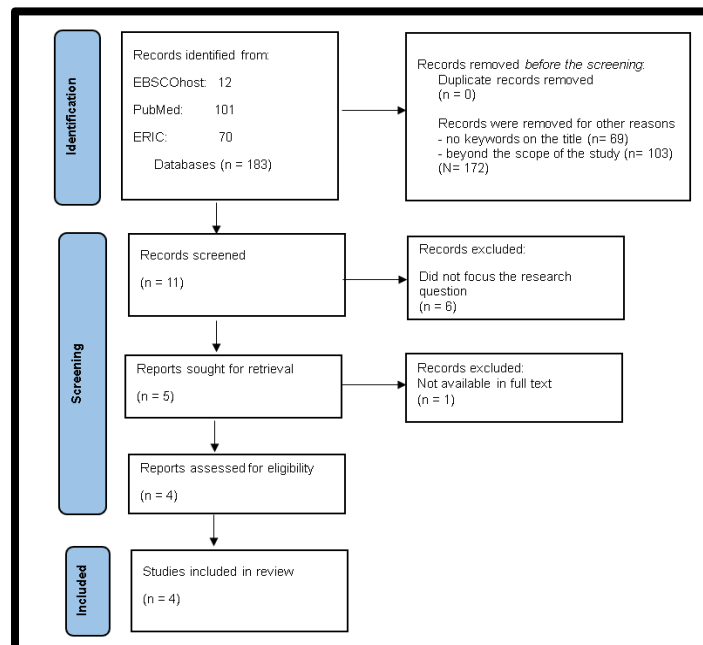 Identification
Records identified from:
EBSCOhost: 12
PubMed: 101
ERIC: 70
Databases (n = 183)
Records removed before the screening:
Duplicate records removed
(n = 0)
Records were removed for other reasons
- no keywords on the title (n= 69)
- beyond the scope of the study (n= 103)
(N= 172)
Screening
Records screened
(n = 11)
Records excluded:
Did not focus the research
question
(n = 6)
Reports sought for retrieval
(n = 5)
Records excluded:
Not available in full text
(n = 1)
Reports assessed for eligibility
(n = 4)
Included
Studies included in review
(n = 4)